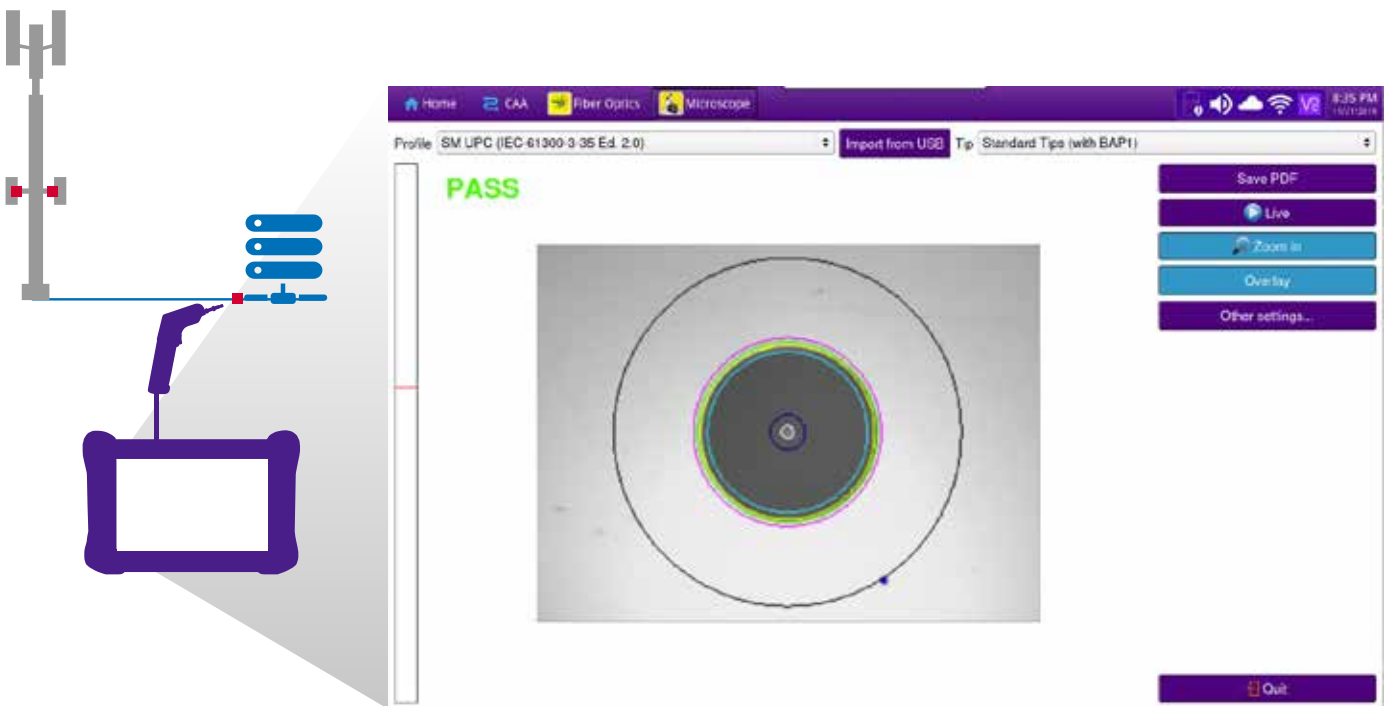 Home CAA Fiber Optics Microscope 8:35 PM
Profile SM UPC (IEC-61300-3-35 Ed. 2.0) Import from USB Tip Standard Tips (with BAP1)
PASS
Save PDF
Live
Zoom in
Overlay
Other settings...
Quit